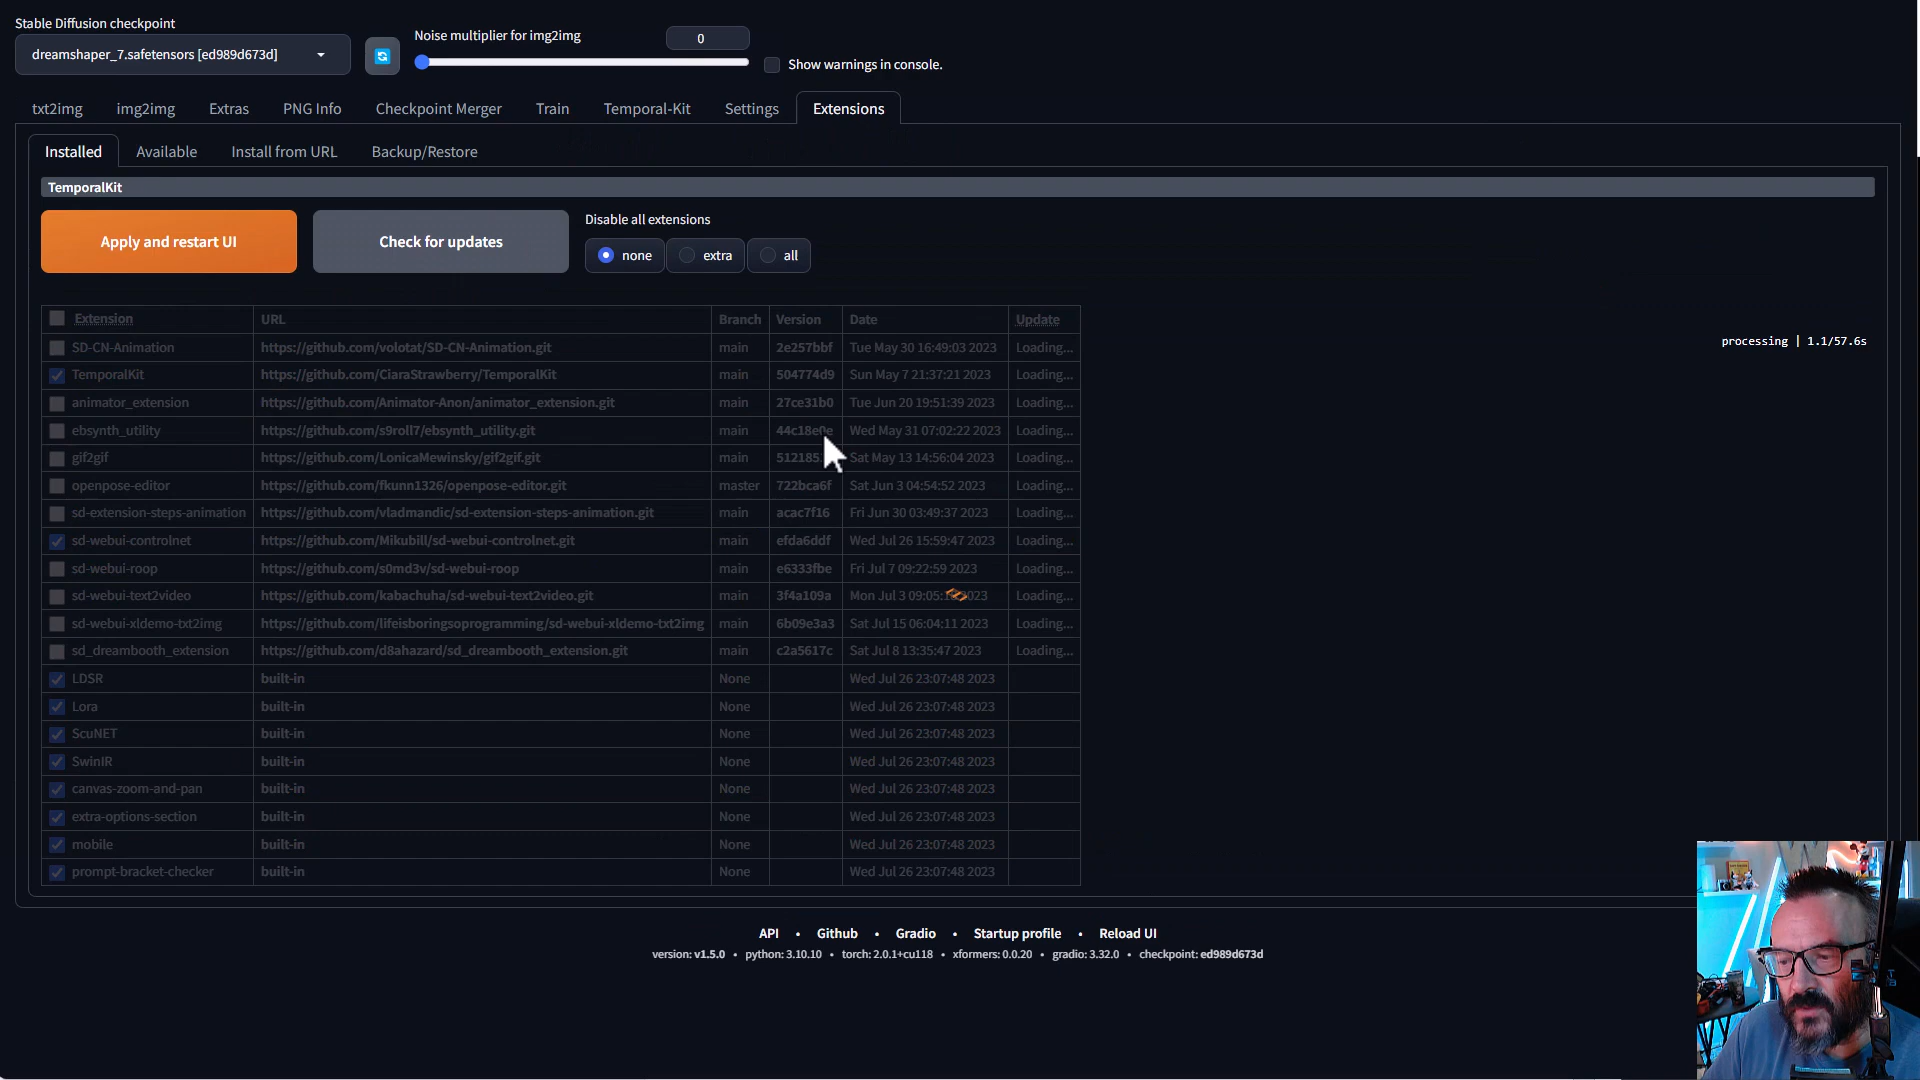 Stable Diffusion checkpoint
dreamshaper_7.safetensors [ed989d673d]
Noise multiplier for img2img
0
Show warnings in console.
txt2img img2img Extras PNG Info Checkpoint Merger Train Temporal-Kit Settings Extensions
Installed Available Install from URL Backup/Restore
TemporalKit
Apply and restart UI
Check for updates
Disable all extensions
none extra all
Extension URL Branch Version Date Update
SD-CN-Animation https://github.com/volotat/SD-CN-Animation.git main 2e257bbf Tue May 30 16:49:03 2023 Loading...
processing | 1.1/57.6s
TemporalKit https://github.com/CiaraStrawberry/TemporalKit main 504774d9 Sun May 7 21:37:21 2023 Loading...
animator_extension https://github.com/Animator-Anon/animator_extension.git main 27ce31b0 Tue Jun 20 19:51:39 2023 Loading...
ebsynth_utility https://github.com/s9roll7/ebsynth_utility.git main 44c18e0e Wed May 31 07:02:22 2023 Loading...
gif2gif https://github.com/LonicaMewinsky/gif2gif.git main Sat May 13 14:56:04 2023 Loading...
openpose-editor https://github.com/fkunn1326/openpose-editor.git master 722bca6f Sat Jun 3 04:54:52 2023 Loading...
sd-extension-steps-animation https://github.com/vladmandic/sd-extension-steps-animation.git main acac7f16 Fri Jun 30 03:49:37 2023 Loading...
sd-webui-controlnet https://github.com/Mikubill/sd-webui-controlnet.git main efda6ddf Wed Jul 26 15:59:47 2023 Loading...
sd-webui-roop https://github.com/s0md3v/sd-webui-roop main e6333fbe Fri Jul 7 09:22:59 2023 Loading...
sd-webui-text2video https://github.com/kabachuha/sd-webui-text2video.git main 3f4a109a Mon Jul 3 2023 Loading...
sd-webui-xldemo-txt2img https://github.com/lifeisboringsoprogramming/sd-webui-xldemo-txt2img main 6b09e3a3 Sat Jul 15 06:04:11 2023 Loading...
sd_dreambooth_extension https://github.com/d8ahazard/sd_dreambooth_extension.git main c2a5617c Sat Jul 8 13:35:47 2023 Loading...
LDSR built-in None Wed Jul 26 23:07:48 2023
Lora built-in None Wed Jul 26 23:07:48 2023
ScuNET built-in None Wed Jul 26 23:07:48 2023
SwinIR built-in None Wed Jul 26 23:07:48 2023
canvas-zoom-and-pan built-in None Wed Jul 26 23:07:48 2023
extra-options-section built-in None Wed Jul 26 23:07:48 2023
mobile built-in None Wed Jul 26 23:07:48 2023
prompt-bracket-checker built-in None Wed Jul 26 23:07:48 2023
API • Github • Gradio • Startup profile • Reload UI
version: v1.5.0 • python: 3.10.10 • torch: 2.0.1+cu118 • xformers: 0.0.20 • gradio: 3.32.0 • checkpoint: ed989d673d